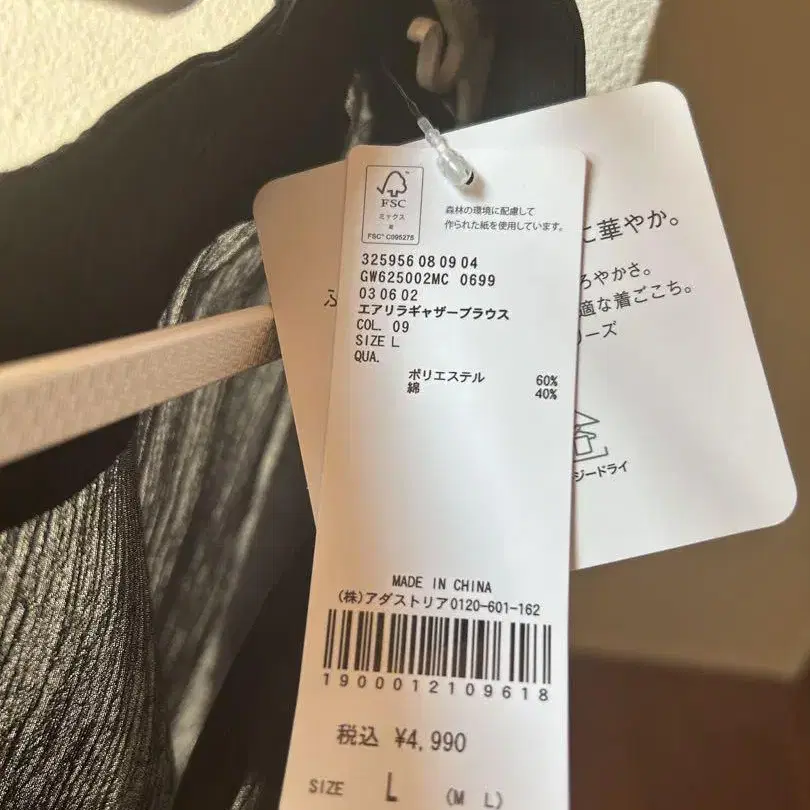 FSC
ミックス
紙
FSC® C095275
森林の環境に配慮して
作られた紙を使用しています。
325956 08 09 04
GW625002MC 0699
03 06 02
エアリラギャザーブラウス
COL. 09
SIZE L
QUA.
ポリエステル 60%
綿 40%
MADE IN CHINA
(株)アダストリア0120-601-162
1900012109618
税込 ¥4,990
SIZE L (M L)
に華やか。
ふ
ろやかさ。
適な着ごこち。
リーズ
ジードライ